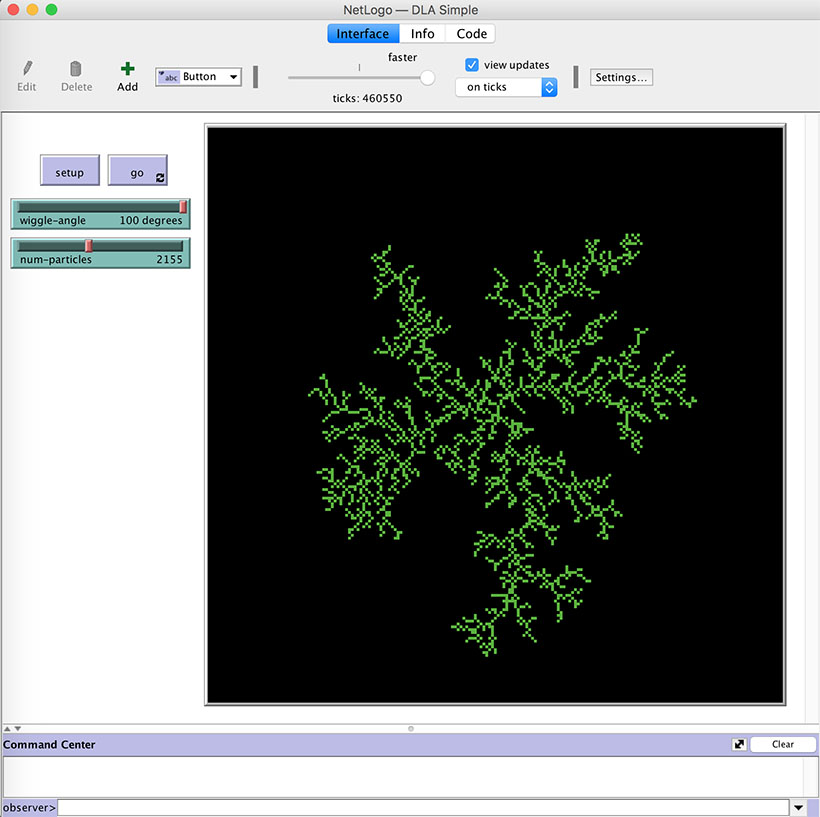 NetLogo — DLA Simple
Interface Info Code
Edit Delete Add abc Button
faster
ticks: 460550
view updates
on ticks
Settings...
setup go
wiggle-angle 100 degrees
num-particles 2155
Command Center Clear
observer>